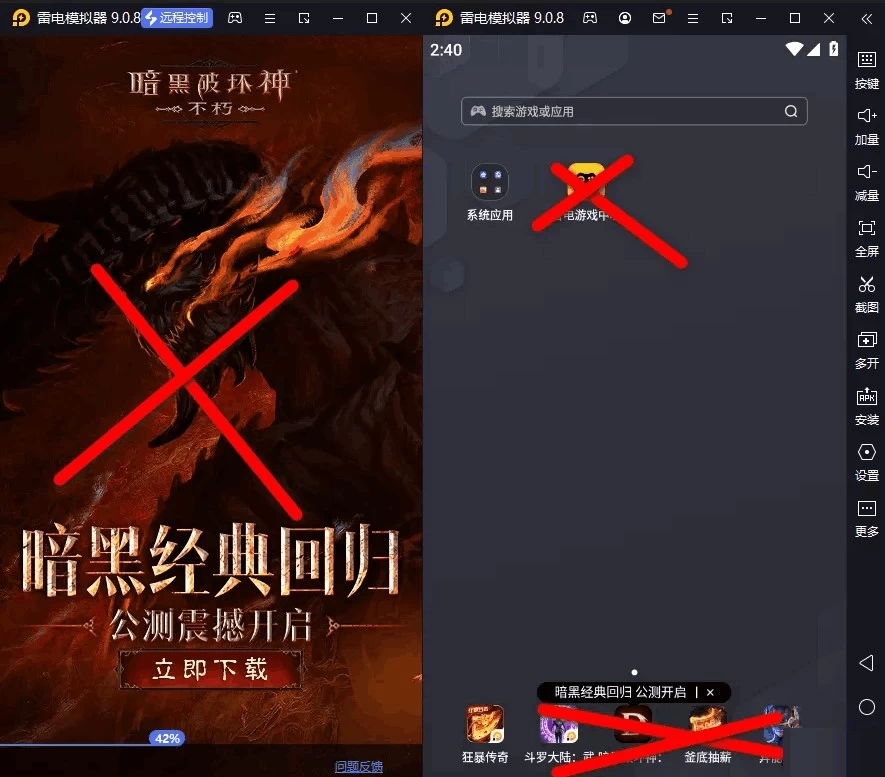 雷电模拟器 9.0.8
远程控制
暗黑破坏神
不朽
暗黑经典回归
公测震撼开启
立即下载
42%
问题反馈
雷电模拟器 9.0.8
2:40
搜索游戏或应用
系统应用
电游戏中
暗黑经典回归 公测开启
狂暴传奇
斗罗大陆：武
神：
釜底抽薪
按键
加量
减量
全屏
截图
多开
APK
安装
设置
更多